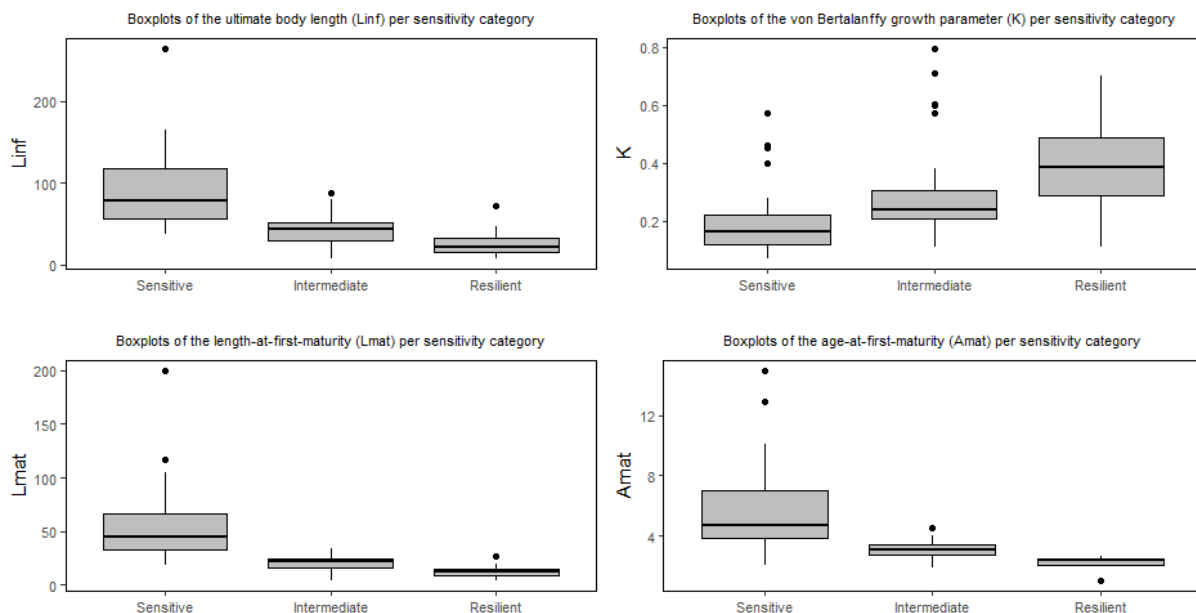 Boxplots of the ultimate body length (Linf) per sensitivity category
Linf
200
100
0
Sensitive Intermediate Resilient
Boxplots of the von Bertalanffy growth parameter (K) per sensitivity category
K
0.8
0.6
0.4
0.2
Sensitive Intermediate Resilient
Boxplots of the length-at-first-maturity (Lmat) per sensitivity category
Lmat
200
150
100
50
0
Sensitive Intermediate Resilient
Boxplots of the age-at-first-maturity (Amat) per sensitivity category
Amat
12
8
4
Sensitive Intermediate Resilient